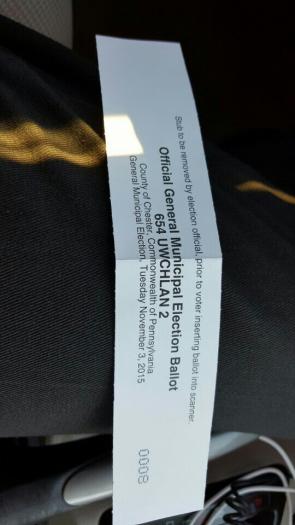 Stub to be removed by election official, prior to voter inserting ballot into scanner.
Official General Municipal Election Ballot
654 UWCHLAN 2
County of Chester, Commonwealth of Pennsylvania
General Municipal Election, Tuesday November 3, 2015
0008